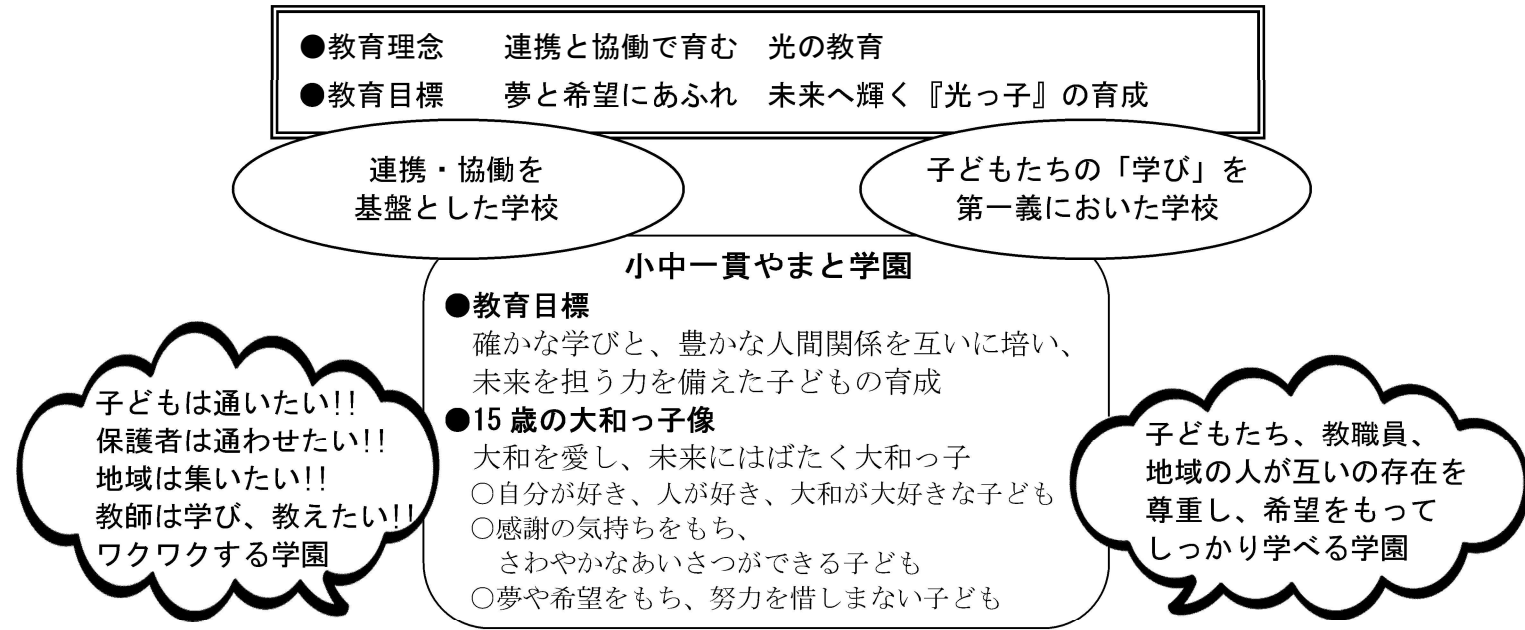 ●教育理念　　連携と協働で育む　光の教育
●教育目標　　夢と希望にあふれ　未来へ輝く『光っ子』の育成
連携・協働を
基盤とした学校
子どもたちの「学び」を
第一義においた学校
小中一貫やまと学園
●教育目標
確かな学びと、豊かな人間関係を互いに培い、
未来を担う力を備えた子どもの育成
●15歳の大和っ子像
大和を愛し、未来にはばたく大和っ子
○自分が好き、人が好き、大和が大好きな子ども
○感謝の気持ちをもち、
さわやかなあいさつができる子ども
○夢や希望をもち、努力を惜しまない子ども
子どもは通いたい!!
保護者は通わせたい!!
地域は集いたい!!
教師は学び、教えたい!!
ワクワクする学園
子どもたち、教職員、
地域の人が互いの存在を
尊重し、希望をもって
しっかり学べる学園